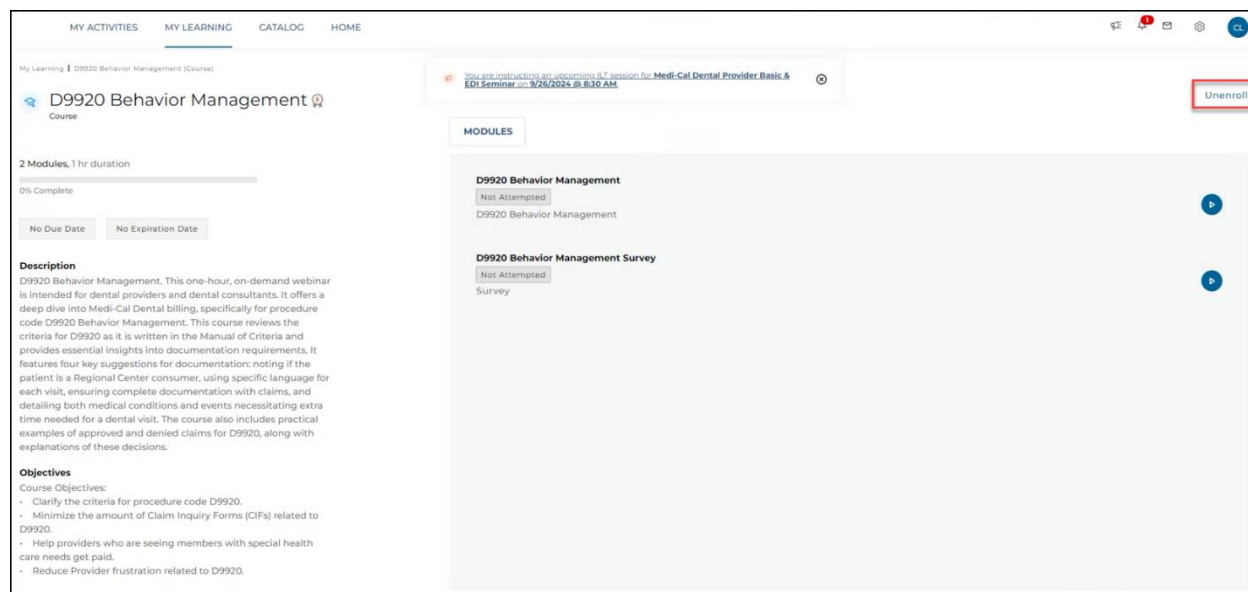 MY ACTIVITIES MY LEARNING CATALOG HOME
1
CL
My Learning | D9920 Behavior Management (Course)
You are instructing an upcoming ILT session for Medi-Cal Dental Provider Basic &
EDI Seminar on 9/26/2024 @ 8:30 AM.
Unenroll
D9920 Behavior Management
Course
MODULES
2 Modules, 1 hr duration
0% Complete
No Due Date No Expiration Date
Description
D9920 Behavior Management. This one-hour, on-demand webinar
is intended for dental providers and dental consultants. It offers a
deep dive into Medi-Cal Dental billing, specifically for procedure
code D9920 Behavior Management. This course reviews the
criteria for D9920 as it is written in the Manual of Criteria and
provides essential insights into documentation requirements. It
features four key suggestions for documentation: noting if the
patient is a Regional Center consumer, using specific language for
each visit, ensuring complete documentation with claims, and
detailing both medical conditions and events necessitating extra
time needed for a dental visit. The course also includes practical
examples of approved and denied claims for D9920, along with
explanations of these decisions.
Objectives
Course Objectives:
• Clarify the criteria for procedure code D9920.
• Minimize the amount of Claim Inquiry Forms (CIFs) related to
D9920.
• Help providers who are seeing members with special health
care needs get paid.
• Reduce Provider frustration related to D9920.
D9920 Behavior Management
Not Attempted
D9920 Behavior Management
D9920 Behavior Management Survey
Not Attempted
Survey